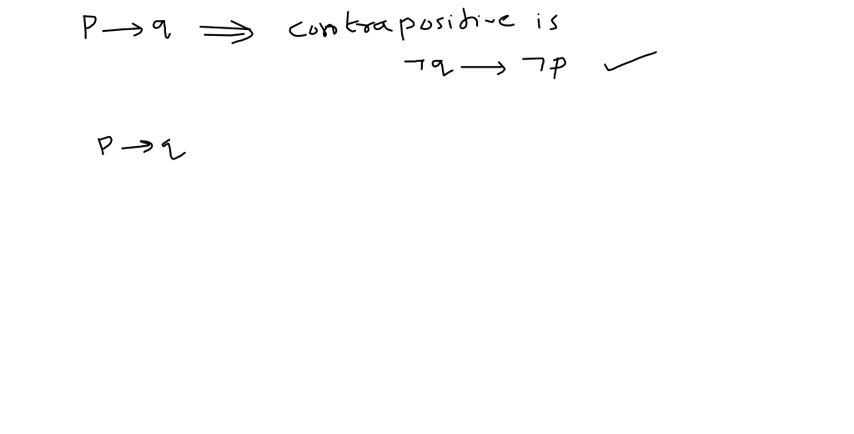 P → q ⟹ contrapositive is
¬q → ¬p ✓
P → q